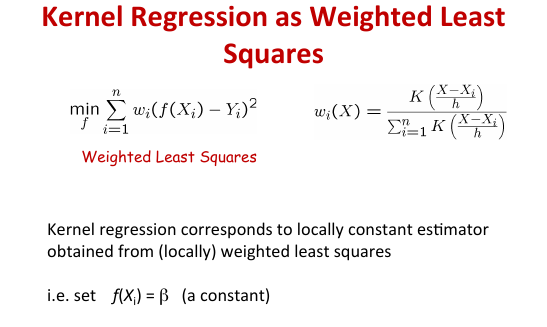 Kernel Regression as Weighted Least
Squares
min_f \sum_{i=1}^{n} w_i(f(X_i) − Y_i)^2
w_i(X) = \frac{K\left(\frac{X−X_i}{h}\right)}{\sum_{i=1}^{n} K\left(\frac{X−X_i}{h}\right)}
Weighted Least Squares
Kernel regression corresponds to locally constant estimator
obtained from (locally) weighted least squares
i.e. set f(X_i) = β (a constant)